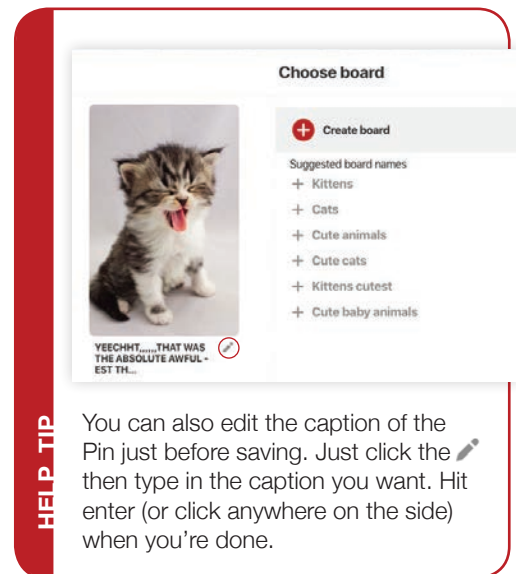 Choose board
Create board
Suggested board names
+ Kittens
+ Cats
+ Cute animals
+ Cute cats
+ Kittens cutest
+ Cute baby animals
YEECHHT,,,,,,THAT WAS
THE ABSOLUTE AWFUL -
EST TH...
HELP TIP
You can also edit the caption of the
Pin just before saving. Just click the
then type in the caption you want. Hit
enter (or click anywhere on the side)
when you’re done.